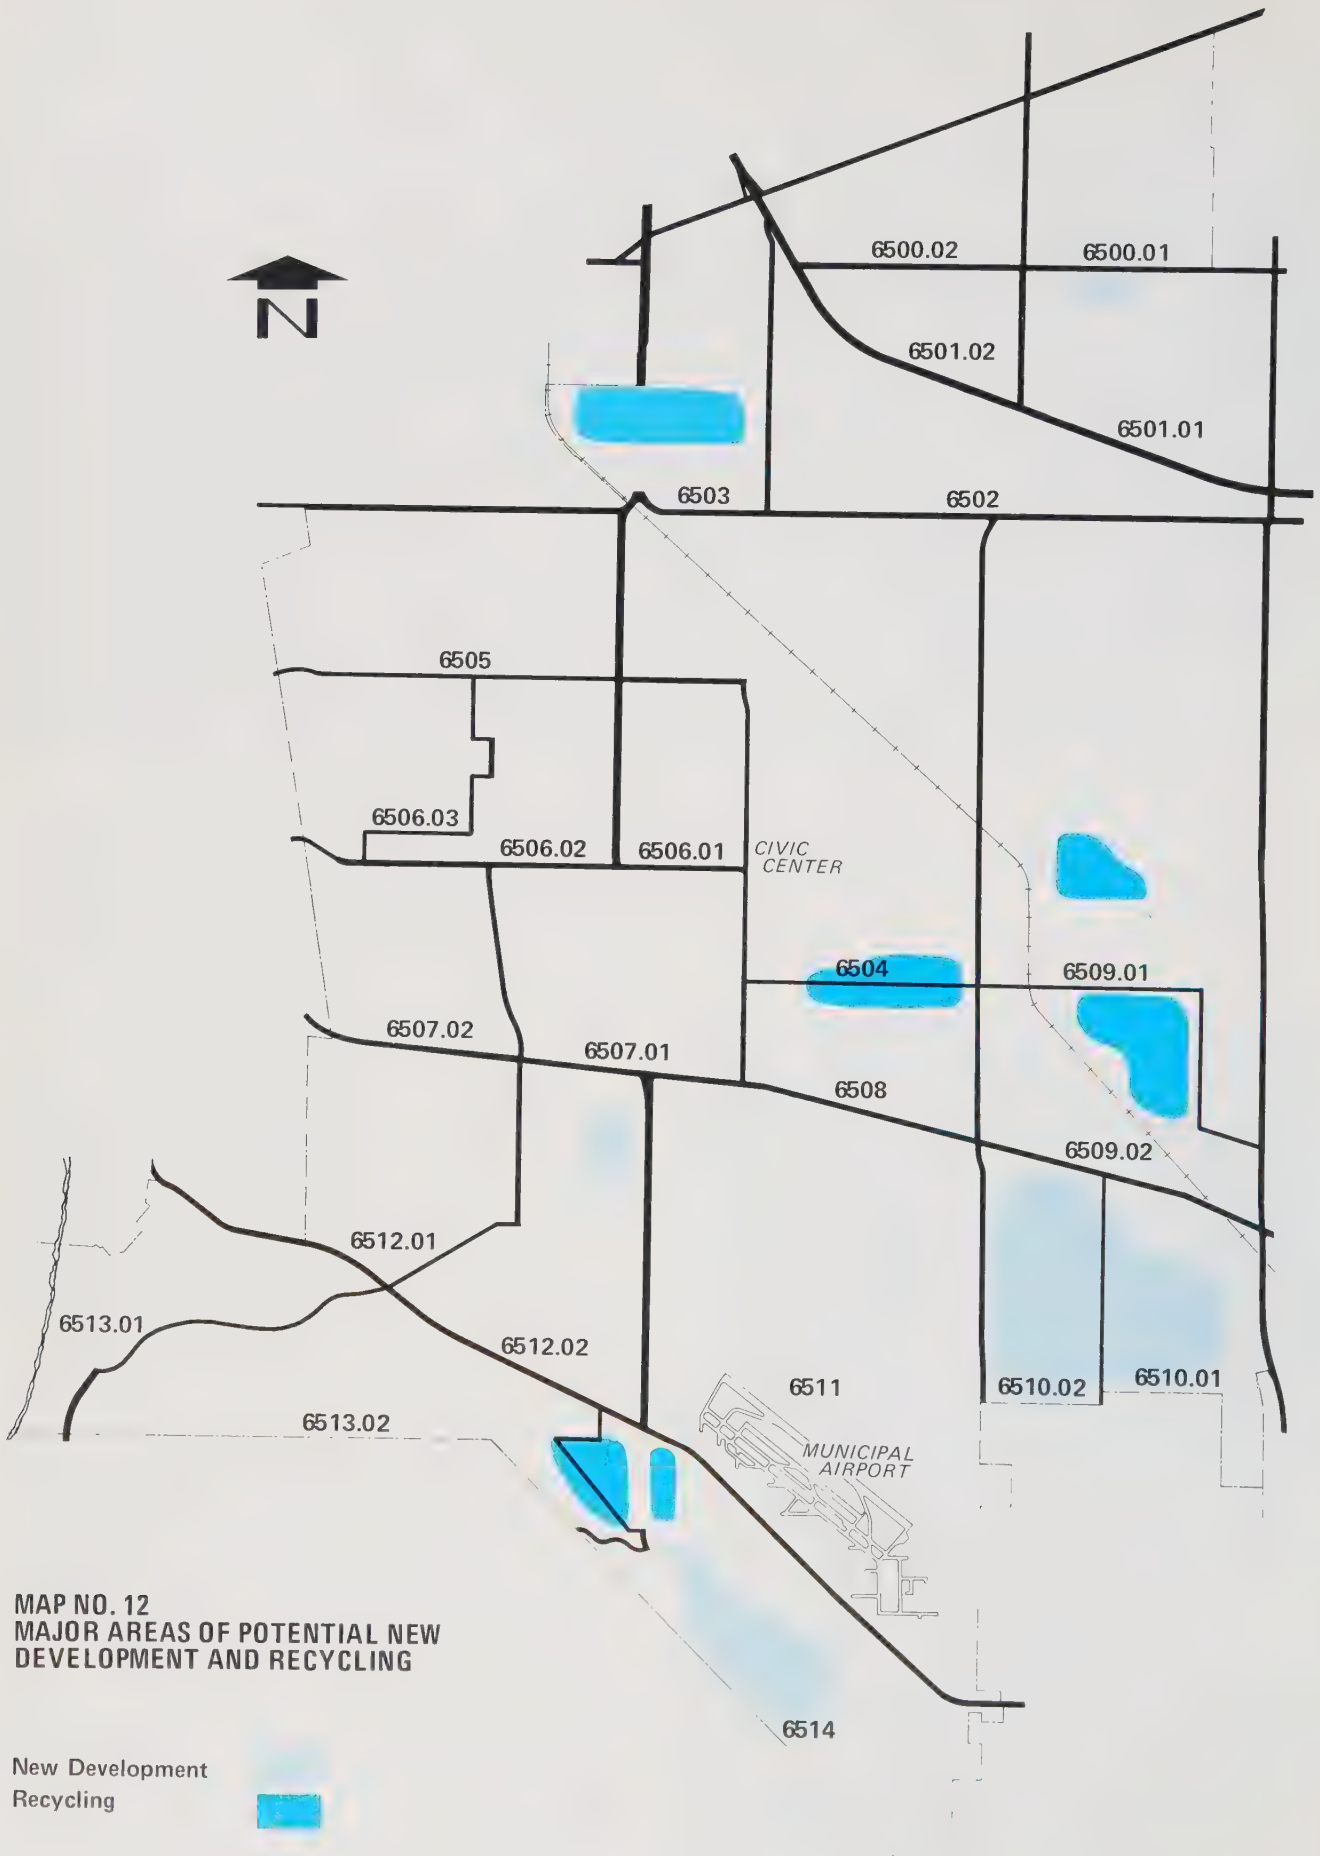 6500.02
6500.01
N
6501.02
6501.01
6503
6502
6505
6506.03
6506.02
6506.01
CIVIC
CENTER
6504
6509.01
6507.02
6507.01
6508
6509.02
6512.01
6513.01
6512.02
6511
6510.02
6510.01
6513.02
MUNICIPAL
AIRPORT
MAP NO. 12
MAJOR AREAS OF POTENTIAL NEW
DEVELOPMENT AND RECYCLING
6514
New Development
Recycling